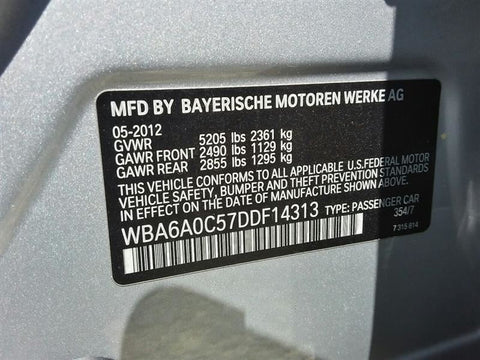 MFD BY BAYERISCHE MOTOREN WERKE AG
05-2012
GVWR 5205 lbs 2361 kg
GAWR FRONT 2490 lbs 1129 kg
GAWR REAR 2855 lbs 1295 kg
THIS VEHICLE CONFORMS TO ALL APPLICABLE U.S.FEDERAL MOTOR
VEHICLE SAFETY, BUMPER AND THEFT PREVENTION STANDARDS
IN EFFECT ON THE DATE OF MANUFACTURE SHOWN ABOVE.
WBA6A0C57DDF14313 TYPE: PASSENGER CAR
354/7
7 315 614